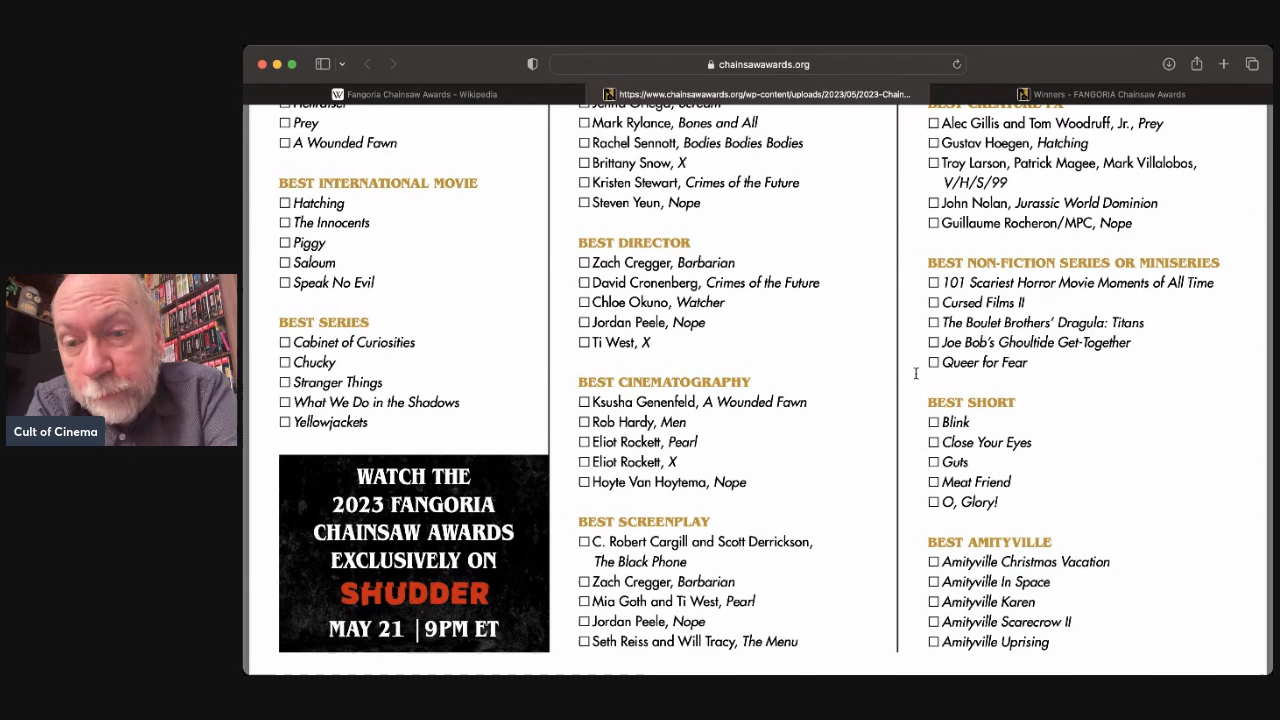 chainsawawards.org
Fangoria Chainsaw Awards – Wikipedia
https://www.chainsawawards.org/wp-content/uploads/2023/05/2023-Chain...
Winners – FANGORIA Chainsaw Awards
Hellraiser
Prey
A Wounded Fawn
BEST INTERNATIONAL MOVIE
Hatching
The Innocents
Piggy
Saloum
Speak No Evil
BEST SERIES
Cabinet of Curiosities
Chucky
Stranger Things
What We Do in the Shadows
Yellowjackets
WATCH THE
2023 FANGORIA
CHAINSAW AWARDS
EXCLUSIVELY ON
SHUDDER
MAY 21 | 9PM ET
Jenna Ortega, Scream
Mark Rylance, Bones and All
Rachel Sennott, Bodies Bodies Bodies
Brittany Snow, X
Kristen Stewart, Crimes of the Future
Steven Yeun, Nope
BEST DIRECTOR
Zach Cregger, Barbarian
David Cronenberg, Crimes of the Future
Chloe Okuno, Watcher
Jordan Peele, Nope
Ti West, X
BEST CINEMATOGRAPHY
Ksusha Genenfeld, A Wounded Fawn
Rob Hardy, Men
Eliot Rockett, Pearl
Eliot Rockett, X
Hoyte Van Hoytema, Nope
BEST SCREENPLAY
C. Robert Cargill and Scott Derrickson,
The Black Phone
Zach Cregger, Barbarian
Mia Goth and Ti West, Pearl
Jordan Peele, Nope
Seth Reiss and Will Tracy, The Menu
BEST CREATURE FX
Alec Gillis and Tom Woodruff, Jr., Prey
Gustav Hoegen, Hatching
Troy Larson, Patrick Magee, Mark Villalobos,
V/H/S/99
John Nolan, Jurassic World Dominion
Guillaume Rocheron/MPC, Nope
BEST NON-FICTION SERIES OR MINISERIES
101 Scariest Horror Movie Moments of All Time
Cursed Films II
The Boulet Brothers' Dragula: Titans
Joe Bob's Ghoultide Get-Together
Queer for Fear
BEST SHORT
Blink
Close Your Eyes
Guts
Meat Friend
O, Glory!
BEST AMITYVILLE
Amityville Christmas Vacation
Amityville In Space
Amityville Karen
Amityville Scarecrow II
Amityville Uprising
Cult of Cinema